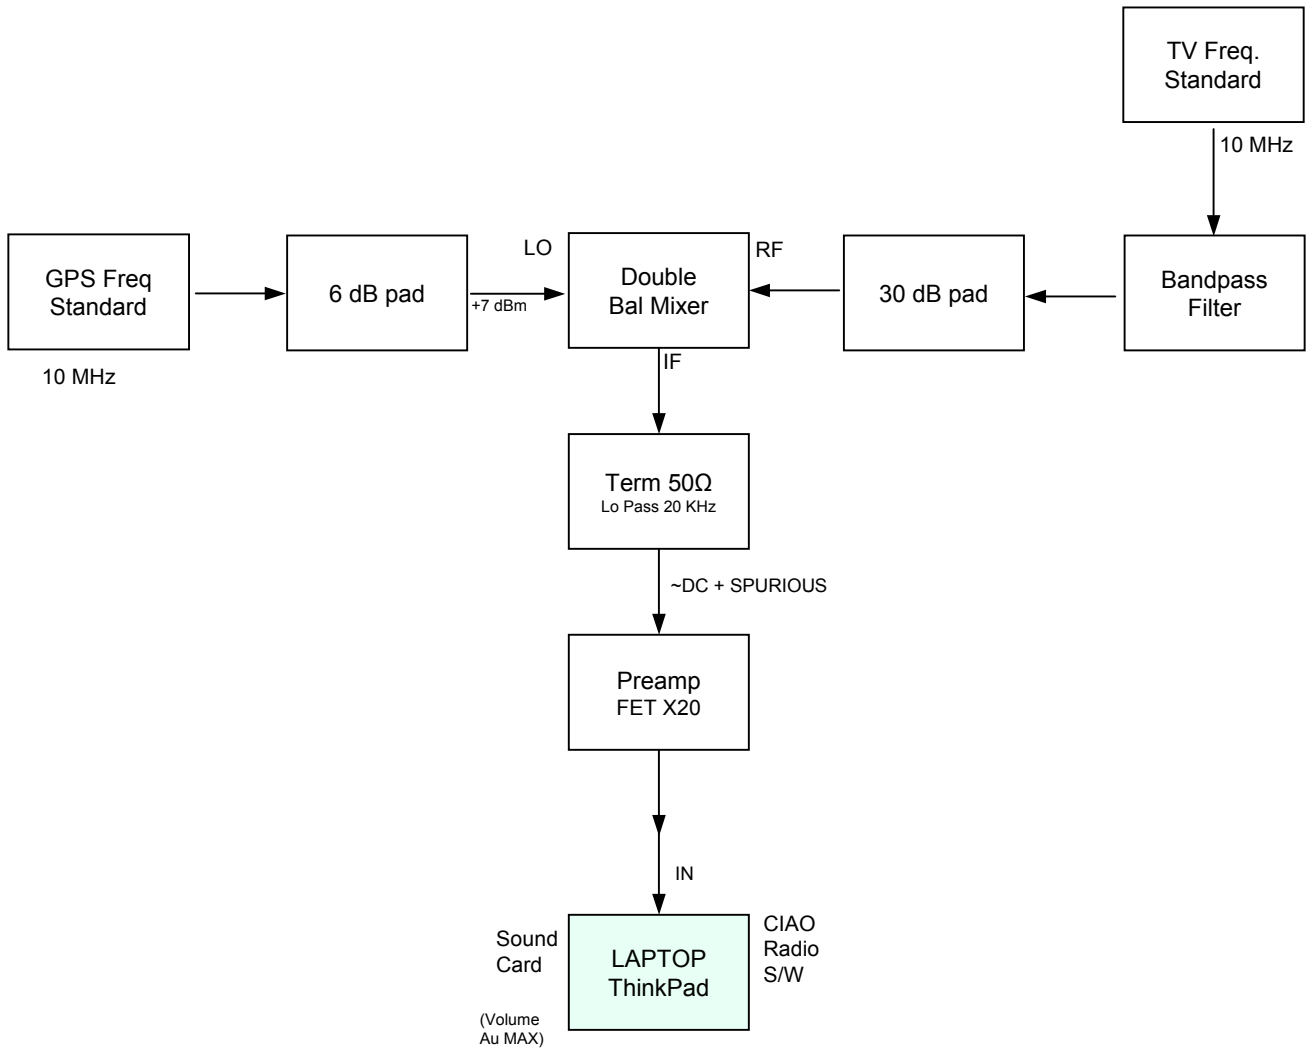 TV Freq.
Standard
10 MHz
GPS Freq
Standard
10 MHz
6 dB pad
LO
+7 dBm
Double
Bal Mixer
RF
30 dB pad
Bandpass
Filter
IF
Term 50Ω
Lo Pass 20 KHz
~DC + SPURIOUS
Preamp
FET X20
IN
Sound
Card
(Volume
Au MAX)
LAPTOP
ThinkPad
CIAO
Radio
S/W